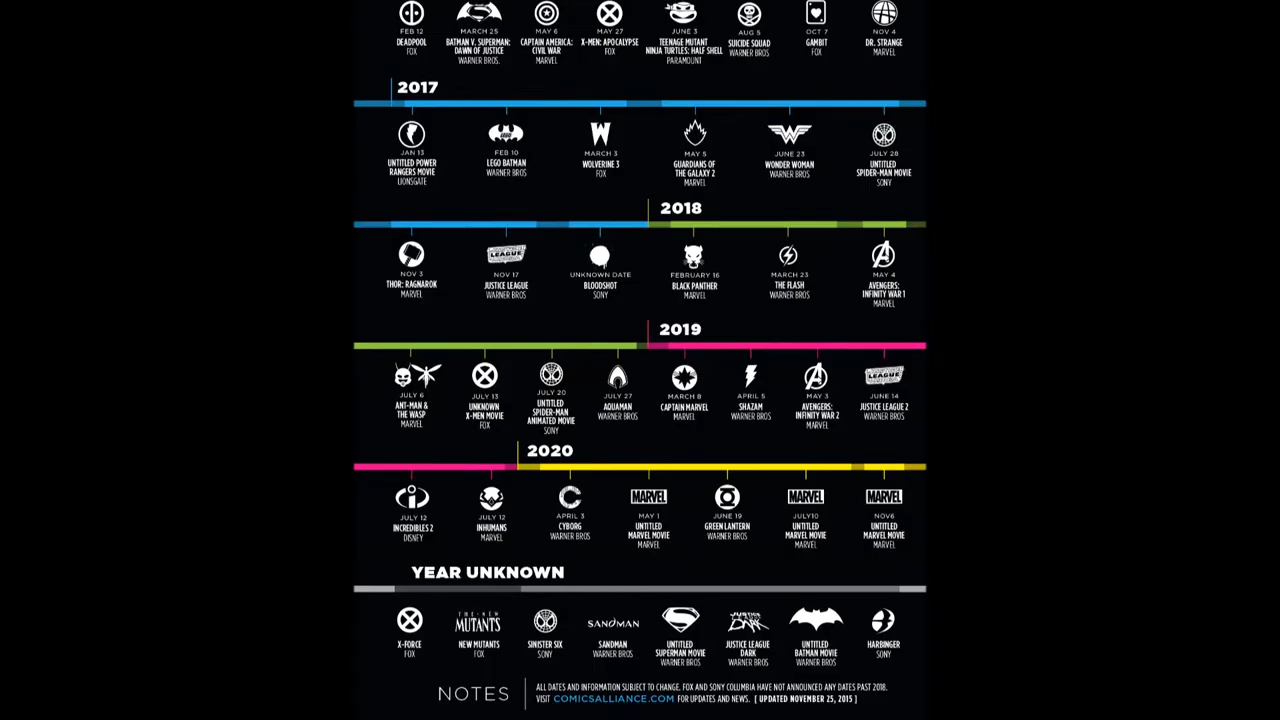 FEB 12
DEADPOOL
FOX
MARCH 25
BATMAN V. SUPERMAN:
DAWN OF JUSTICE
WARNER BROS.
MAY 6
CAPTAIN AMERICA:
CIVIL WAR
MARVEL
MAY 27
X-MEN: APOCALYPSE
FOX
JUNE 3
TEENAGE MUTANT
NINJA TURTLES: HALF SHELL
PARAMOUNT
AUG 5
SUICIDE SQUAD
WARNER BROS
OCT 7
GAMBIT
FOX
NOV 4
DR. STRANGE
MARVEL
2017
JAN 13
UNTITLED POWER
RANGERS MOVIE
LIONSGATE
LEGO
FEB 10
LEGO BATMAN
WARNER BROS
W
MARCH 3
WOLVERINE 3
FOX
MAY 5
GUARDIANS OF
THE GALAXY 2
MARVEL
JUNE 23
WONDER WOMAN
WARNER BROS
JULY 28
UNTITLED
SPIDER-MAN MOVIE
SONY
2018
NOV 3
THOR: RAGNAROK
MARVEL
LEAGUE
NOV 17
JUSTICE LEAGUE
WARNER BROS
UNKNOWN DATE
BLOODSHOT
SONY
FEBRUARY 16
BLACK PANTHER
MARVEL
MARCH 23
THE FLASH
WARNER BROS
MAY 4
AVENGERS:
INFINITY WAR 1
MARVEL
2019
JULY 6
ANT-MAN &
THE WASP
MARVEL
JULY 13
UNKNOWN
X-MEN MOVIE
FOX
JULY 20
UNTITLED
SPIDER-MAN
ANIMATED MOVIE
SONY
JULY 27
AQUAMAN
WARNER BROS
MARCH 8
CAPTAIN MARVEL
MARVEL
APRIL 5
SHAZAM
WARNER BROS
MAY 3
AVENGERS:
INFINITY WAR 2
MARVEL
LEAGUE
JUNE 14
JUSTICE LEAGUE 2
WARNER BROS
2020
JULY 12
INCREDIBLES 2
DISNEY
JULY 12
INHUMANS
MARVEL
APRIL 3
CYBORG
WARNER BROS
MARVEL
MAY 1
UNTITLED
MARVEL MOVIE
MARVEL
JUNE 19
GREEN LANTERN
WARNER BROS
MARVEL
JULY10
UNTITLED
MARVEL MOVIE
MARVEL
MARVEL
NOV6
UNTITLED
MARVEL MOVIE
MARVEL
YEAR UNKNOWN
X-FORCE
FOX
THE NEW
MUTANTS
NEW MUTANTS
FOX
SINISTER SIX
SONY
SANDMAN
SANDMAN
WARNER BROS
UNTITLED
SUPERMAN MOVIE
WARNER BROS
JUSTICE LEAGUE
DARK
JUSTICE LEAGUE
DARK
WARNER BROS
UNTITLED
BATMAN MOVIE
WARNER BROS
HARBINGER
SONY
NOTES
ALL DATES AND INFORMATION SUBJECT TO CHANGE. FOX AND SONY COLUMBIA HAVE NOT ANNOUNCED ANY DATES PAST 2018.
VISIT COMICSALLIANCE.COM FOR UPDATES AND NEWS. [ UPDATED NOVEMBER 25, 2015 ]